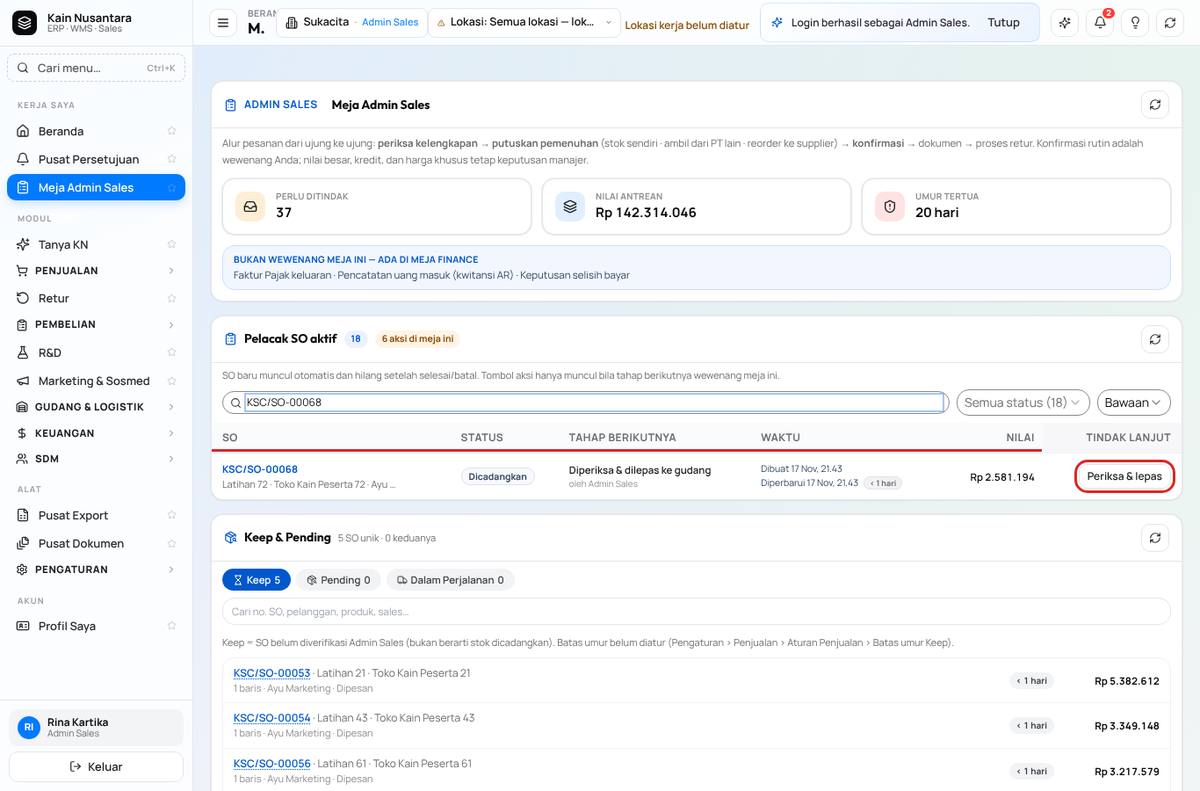 Kain Nusantara
ERP · WMS · Sales
Cari menu... Ctrl+K
KERJA SAYA
Beranda
Pusat Persetujuan
Meja Admin Sales
MODUL
Tanya KN
PENJUALAN
Retur
PEMBELIAN
R&D
Marketing & Sosmed
GUDANG & LOGISTIK
KEUANGAN
SDM
ALAT
Pusat Export
Pusat Dokumen
PENGATURAN
AKUN
Profil Saya
RI Rina Kartika
Admin Sales
Keluar
M.
Sukacita · Admin Sales
Lokasi: Semua lokasi — lok...
Lokasi kerja belum diatur
Login berhasil sebagai Admin Sales. Tutup
2
ADMIN SALES Meja Admin Sales
Alur pesanan dari ujung ke ujung: periksa kelengkapan → putuskan pemenuhan (stok sendiri · ambil dari PT lain · reorder ke supplier) → konfirmasi → dokumen → proses retur. Konfirmasi rutin adalah
wewenang Anda; nilai besar, kredit, dan harga khusus tetap keputusan manajer.
PERLU DITINDAK
37
NILAI ANTREAN
Rp 142.314.046
UMUR TERTUA
20 hari
BUKAN WEWENANG MEJA INI — ADA DI MEJA FINANCE
Faktur Pajak keluaran · Pencatatan uang masuk (kwitansi AR) · Keputusan selisih bayar
Pelacak SO aktif 18 6 aksi di meja ini
SO baru muncul otomatis dan hilang setelah selesai/batal. Tombol aksi hanya muncul bila tahap berikutnya wewenang meja ini.
KSC/SO-00068 Semua status (18) Bawaan
SO STATUS TAHAP BERIKUTNYA WAKTU NILAI TINDAK LANJUT
KSC/SO-00068
Latihan 72 · Toko Kain Peserta 72 · Ayu ...
Dicadangkan
Diperiksa & dilepas ke gudang
oleh Admin Sales
Dibuat 17 Nov, 21.43
Diperbarui 17 Nov, 21.43 < 1 hari
Rp 2.581.194
Periksa & lepas
Keep & Pending 5 SO unik · 0 keduanya
Keep 5 Pending 0 Dalam Perjalanan 0
Cari no. SO, pelanggan, produk, sales...
Keep = SO belum diverifikasi Admin Sales (bukan berarti stok dicadangkan). Batas umur belum diatur (Pengaturan > Penjualan > Aturan Penjualan > Batas umur Keep).
KSC/SO-00053 · Latihan 21 · Toko Kain Peserta 21
1 baris · Ayu Marketing · Dipesan
< 1 hari Rp 5.382.612
KSC/SO-00054 · Latihan 43 · Toko Kain Peserta 43
1 baris · Ayu Marketing · Dipesan
< 1 hari Rp 3.349.148
KSC/SO-00056 · Latihan 61 · Toko Kain Peserta 61
1 baris · Ayu Marketing · Dipesan
< 1 hari Rp 3.217.579